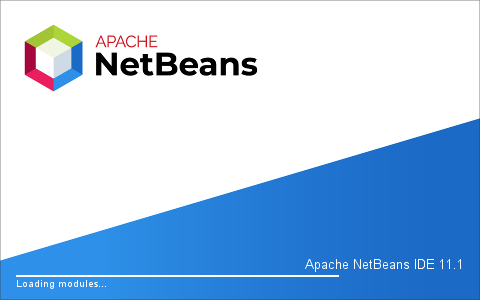 APACHE
NetBeans
Apache NetBeans IDE 11.1
Loading modules...